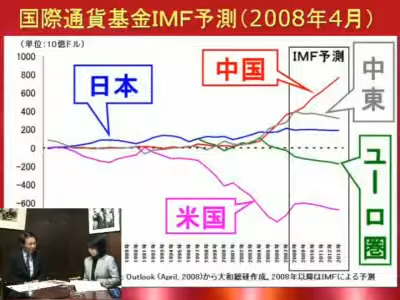 国際通貨基金IMF予測(2008年4月)
(単位:10億ドル)
IMF予測
1000
800
600
400
200
0
-200
-400
-600
-800
日本
中国
中東
ユーロ圏
米国
Outlook (April, 2008)から大和総研作成。2008年以降はIMFによる予測